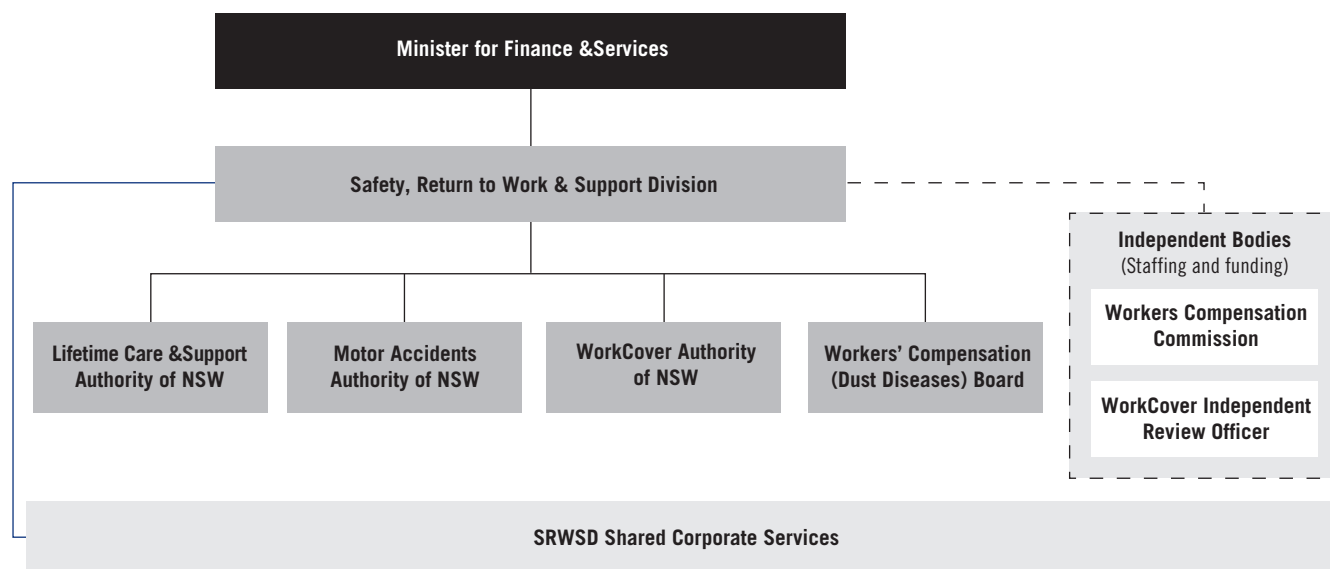 Minister for Finance &Services
Safety, Return to Work & Support Division
Independent Bodies
(Staffing and funding)
Workers Compensation
Commission
WorkCover Independent
Review Officer
Lifetime Care &Support
Authority of NSW
Motor Accidents
Authority of NSW
WorkCover Authority
of NSW
Workers’ Compensation
(Dust Diseases) Board
SRWSD Shared Corporate Services